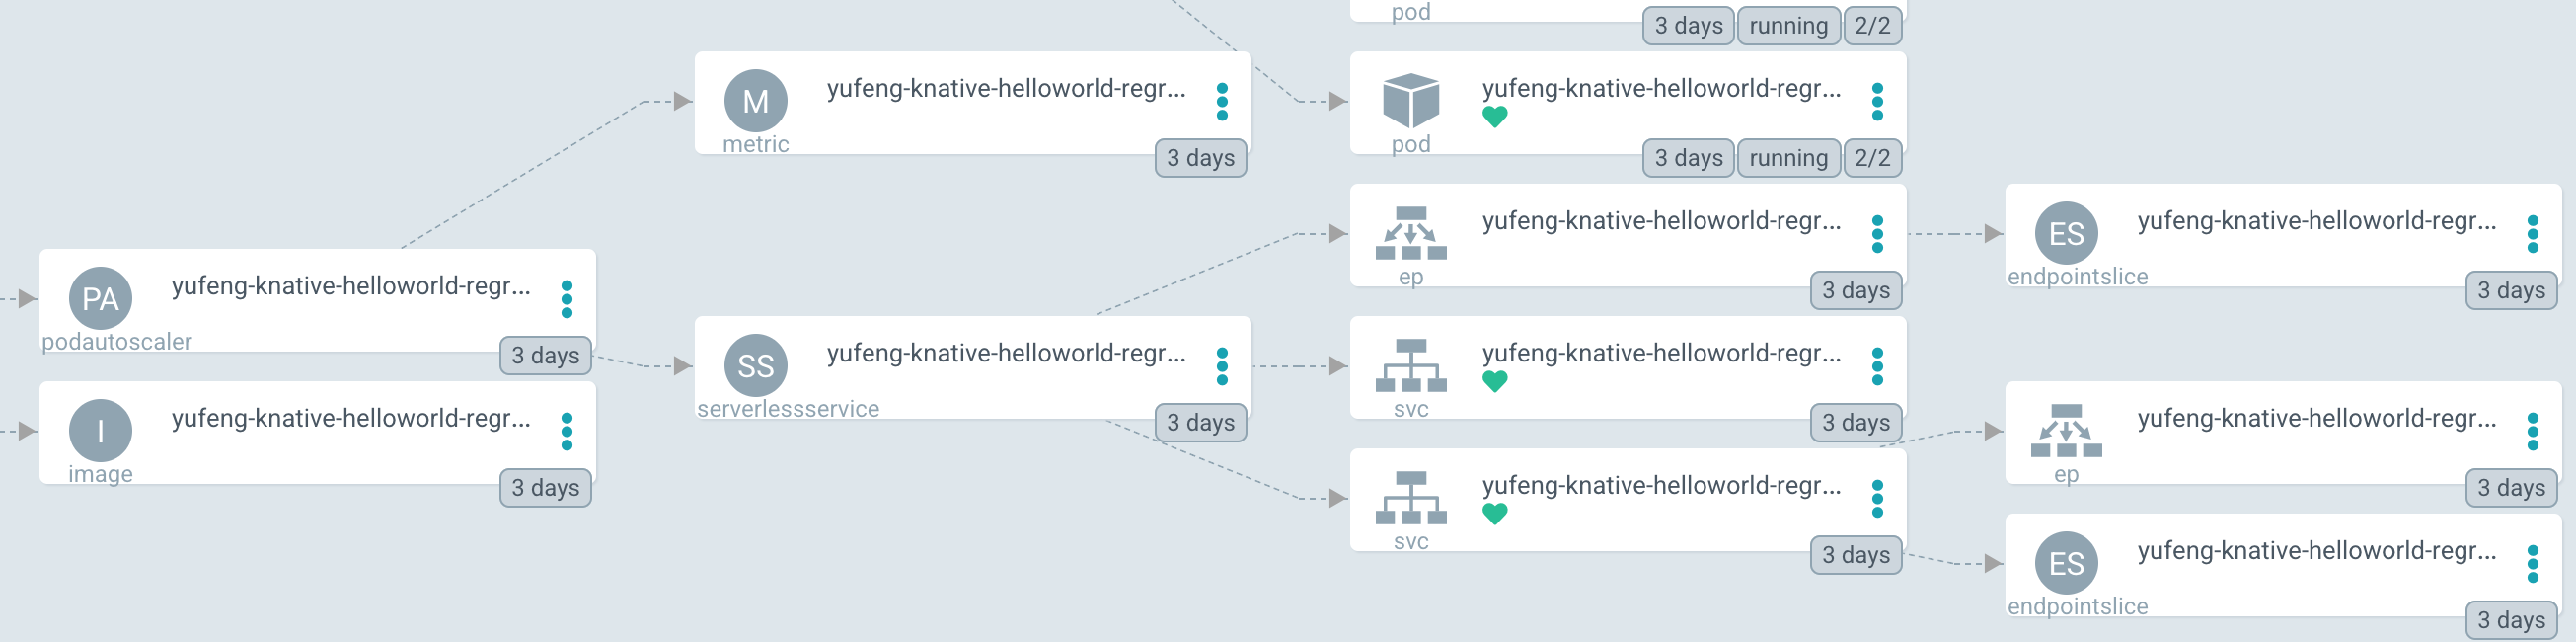 pod
3 days running 2/2
M
yufeng-knative-helloworld-regr...
metric
3 days
yufeng-knative-helloworld-regr...
pod
3 days running 2/2
yufeng-knative-helloworld-regr...
ep
3 days
ES
yufeng-knative-helloworld-regr...
endpointslice
3 days
PA
yufeng-knative-helloworld-regr...
podautoscaler
3 days
SS
yufeng-knative-helloworld-regr...
serverlessservice
3 days
yufeng-knative-helloworld-regr...
svc
3 days
I
yufeng-knative-helloworld-regr...
image
3 days
yufeng-knative-helloworld-regr...
ep
3 days
yufeng-knative-helloworld-regr...
svc
3 days
ES
yufeng-knative-helloworld-regr...
endpointslice
3 days